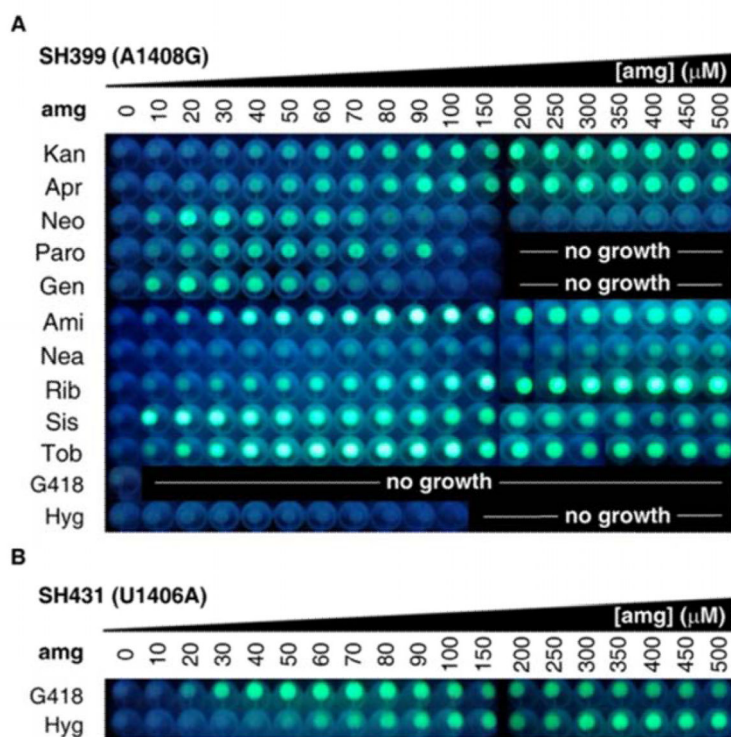 A
SH399 (A1408G)
[amg] (μM)
amg 0 10 20 30 40 50 60 70 80 90 100 150 200 250 300 350 400 450 500
Kan
Apr
Neo
Paro no growth
Gen no growth
Ami
Nea
Rib
Sis
Tob
G418 no growth
Hyg no growth
B
SH431 (U1406A)
[amg] (μM)
amg 0 10 20 30 40 50 60 70 80 90 100 150 200 250 300 350 400 450 500
G418
Hyg